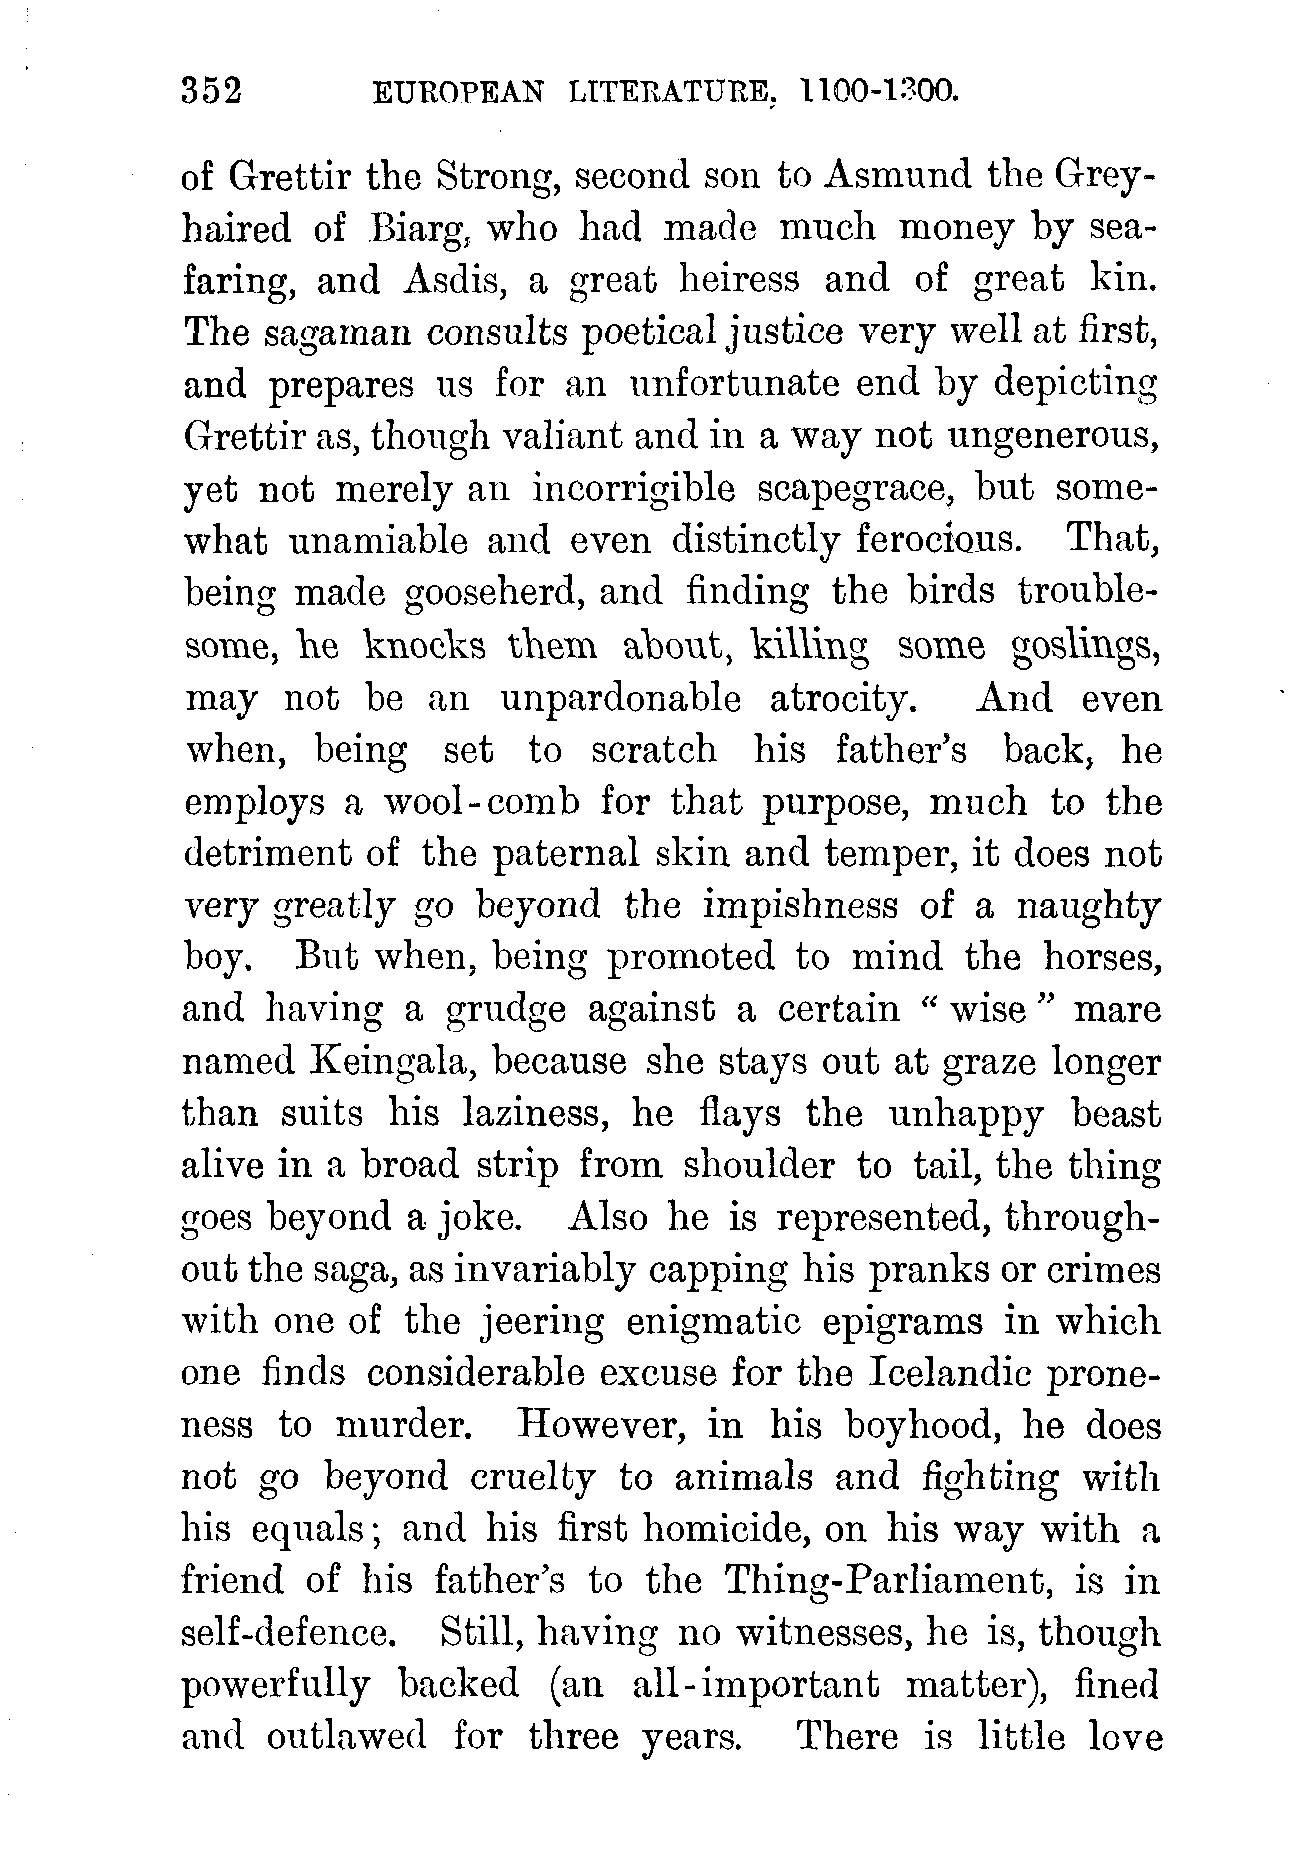 352 EUROPEAN LITERATURE, 1100-1300.
of Grettir the Strong, second son to Asmund the Grey-
haired of Biarg, who had made much money by sea-
faring, and Asdis, a great heiress and of great kin.
The sagaman consults poetical justice very well at first,
and prepares us for an unfortunate end by depicting
Grettir as, though valiant and in a way not ungenerous,
yet not merely an incorrigible scapegrace, but some-
what unamiable and even distinctly ferocious. That,
being made gooseherd, and finding the birds trouble-
some, he knocks them about, killing some goslings,
may not be an unpardonable atrocity. And even
when, being set to scratch his father's back, he
employs a wool-comb for that purpose, much to the
detriment of the paternal skin and temper, it does not
very greatly go beyond the impishness of a naughty
boy. But when, being promoted to mind the horses,
and having a grudge against a certain “wise” mare
named Keingala, because she stays out at graze longer
than suits his laziness, he flays the unhappy beast
alive in a broad strip from shoulder to tail, the thing
goes beyond a joke. Also he is represented, through-
out the saga, as invariably capping his pranks or crimes
with one of the jeering enigmatic epigrams in which
one finds considerable excuse for the Icelandic prone-
ness to murder. However, in his boyhood, he does
not go beyond cruelty to animals and fighting with
his equals; and his first homicide, on his way with a
friend of his father's to the Thing-Parliament, is in
self-defence. Still, having no witnesses, he is, though
powerfully backed (an all-important matter), fined
and outlawed for three years. There is little love